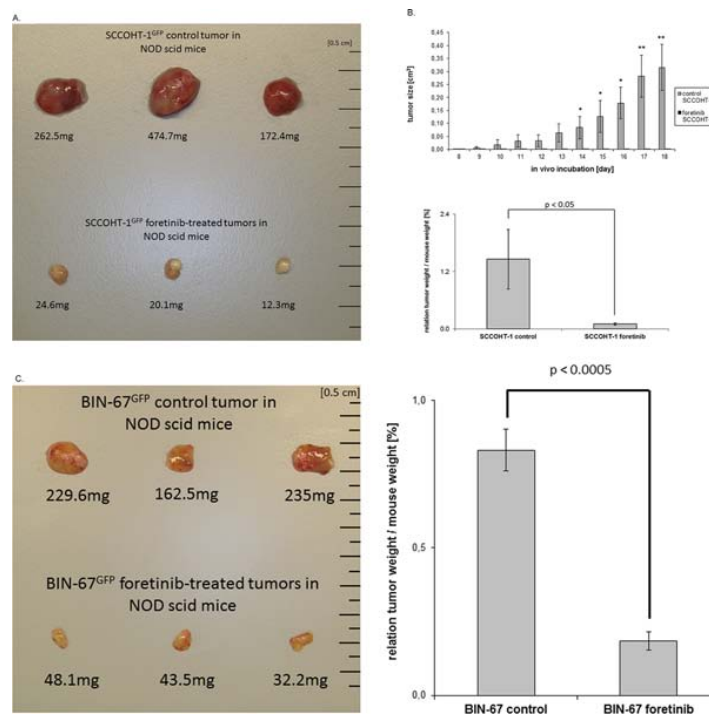 A.
SCCOHT-1GFP control tumor in
NOD scid mice
[0.5 cm]
262.5mg
474.7mg
172.4mg
SCCOHT-1GFP foretinib-treated tumors in
NOD scid mice
24.6mg
20.1mg
12.3mg
B.
tumor size [cm³]
0,45
0,40
0,35
0,30
0,25
0,20
0,15
0,10
0,05
0,00
* * * ** **
8 9 10 11 12 13 14 15 16 17 18
in vivo incubation [day]
control
SCCOHT
foretinib
SCCOHT
p < 0.05
relation tumor weight / mouse weight [%]
2.4
1.2
0.0
SCCOHT-1 control
SCCOHT-1 foretinib
C.
BIN-67GFP control tumor in
NOD scid mice
[0.5 cm]
229.6mg
162.5mg
235mg
BIN-67GFP foretinib-treated tumors in
NOD scid mice
48.1mg
43.5mg
32.2mg
p < 0.0005
relation tumor weight / mouse weight [%]
1,0
0,5
0,0
BIN-67 control
BIN-67 foretinib